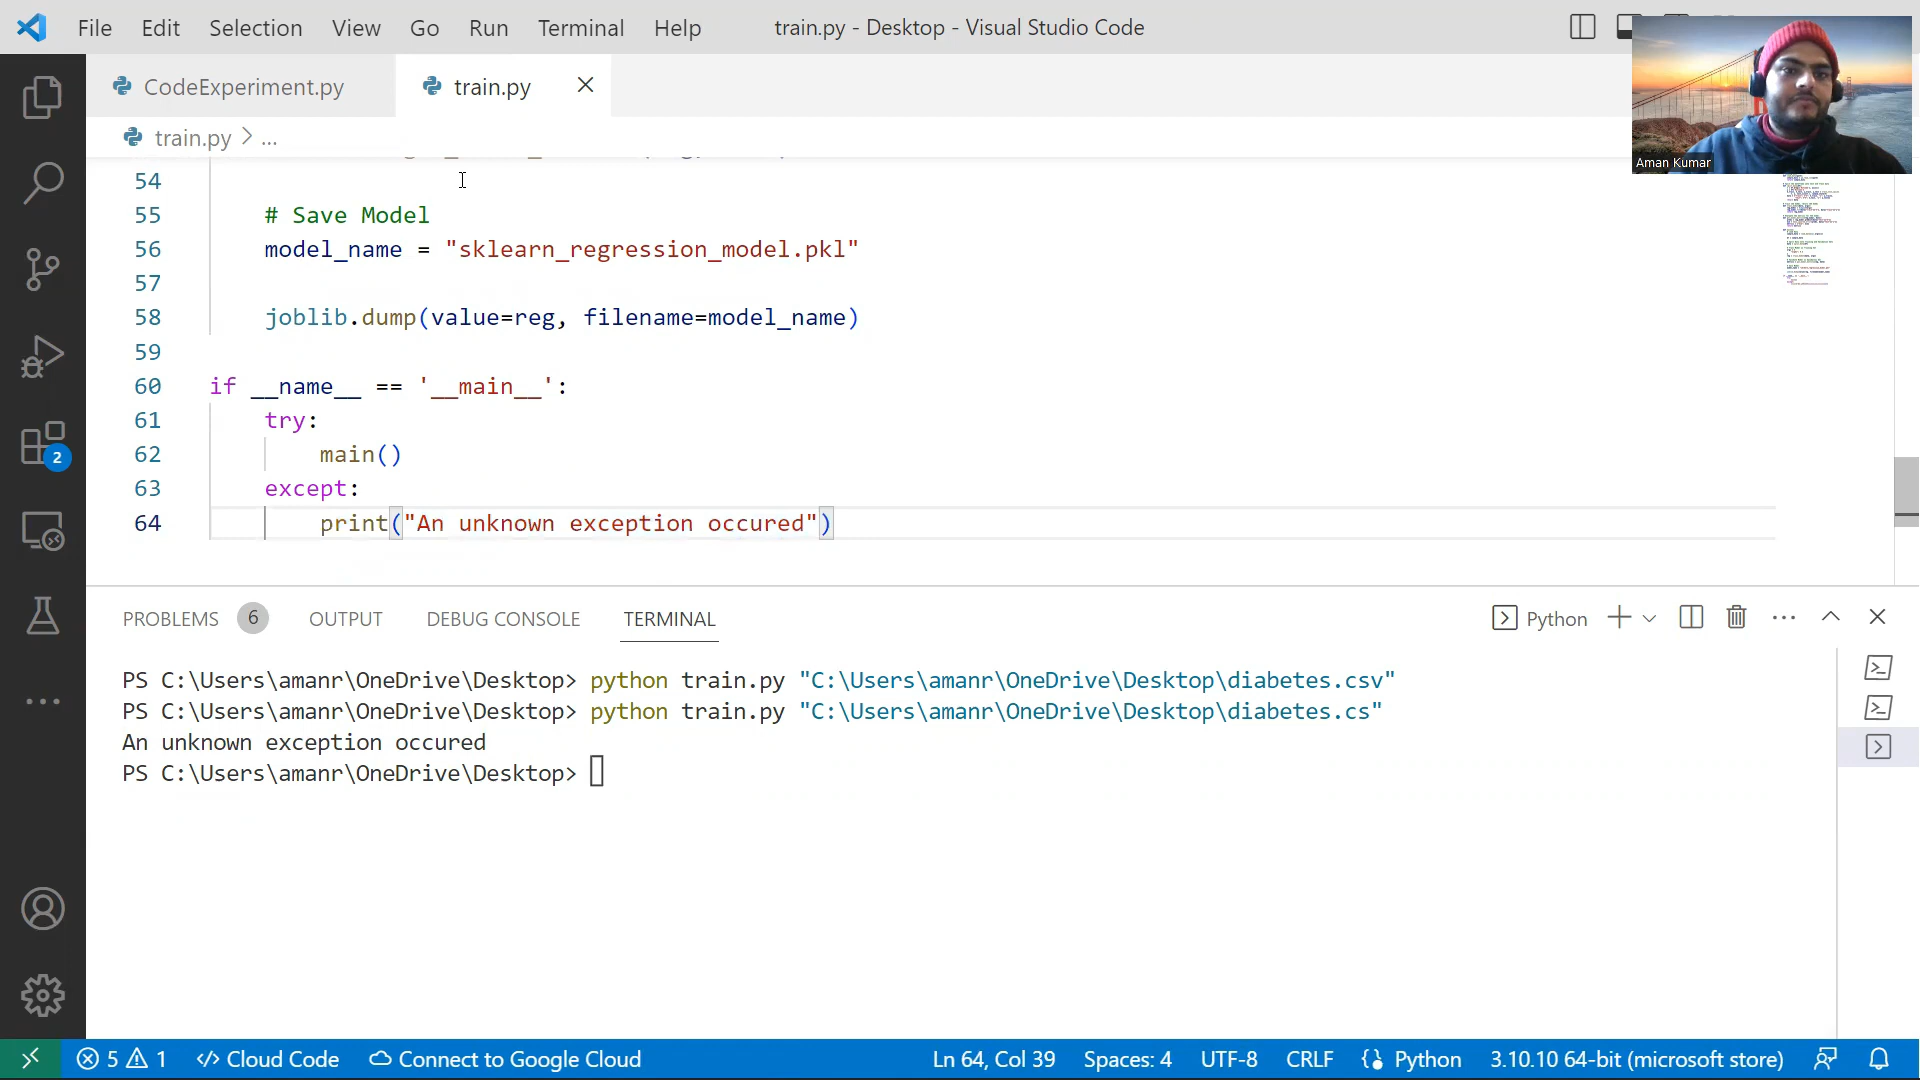 File Edit Selection View Go Run Terminal Help train.py - Desktop - Visual Studio Code
CodeExperiment.py train.py
Aman Kumar
train.py > ...
54
55 # Save Model
56 model_name = "sklearn_regression_model.pkl"
57
58 joblib.dump(value=reg, filename=model_name)
59
60 if __name__ == '__main__':
61 try:
62 main()
63 except:
64 print("An unknown exception occured")
PROBLEMS 6 OUTPUT DEBUG CONSOLE TERMINAL Python
PS C:\Users\amanr\OneDrive\Desktop> python train.py "C:\Users\amanr\OneDrive\Desktop\diabetes.csv"
PS C:\Users\amanr\OneDrive\Desktop> python train.py "C:\Users\amanr\OneDrive\Desktop\diabetes.cs"
An unknown exception occured
PS C:\Users\amanr\OneDrive\Desktop>
2
5 1 Cloud Code Connect to Google Cloud Ln 64, Col 39 Spaces: 4 UTF-8 CRLF Python 3.10.10 64-bit (microsoft store)